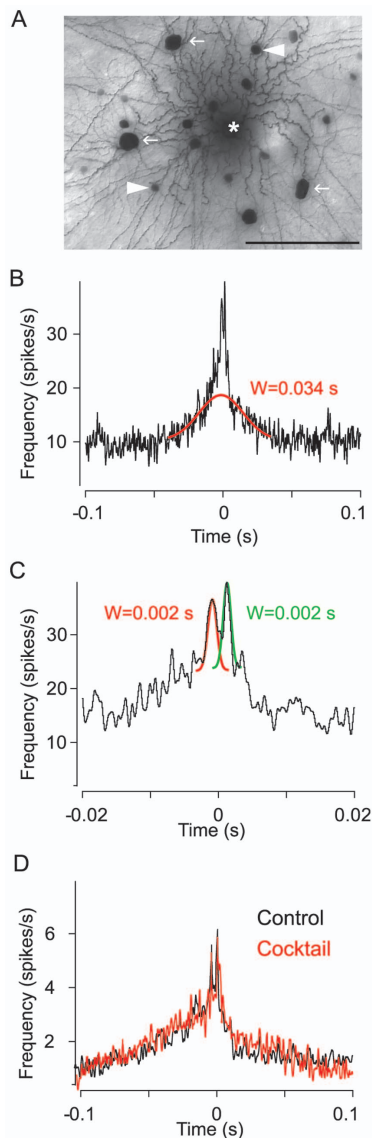 A
*
B
Frequency (spikes/s)
30
20
10
W=0.034 s
-0.1
0
0.1
Time (s)
C
Frequency (spikes/s)
30
20
10
W=0.002 s
W=0.002 s
-0.02
0
0.02
Time (s)
D
Frequency (spikes/s)
6
4
2
Control
Cocktail
-0.1
0
0.1
Time (s)